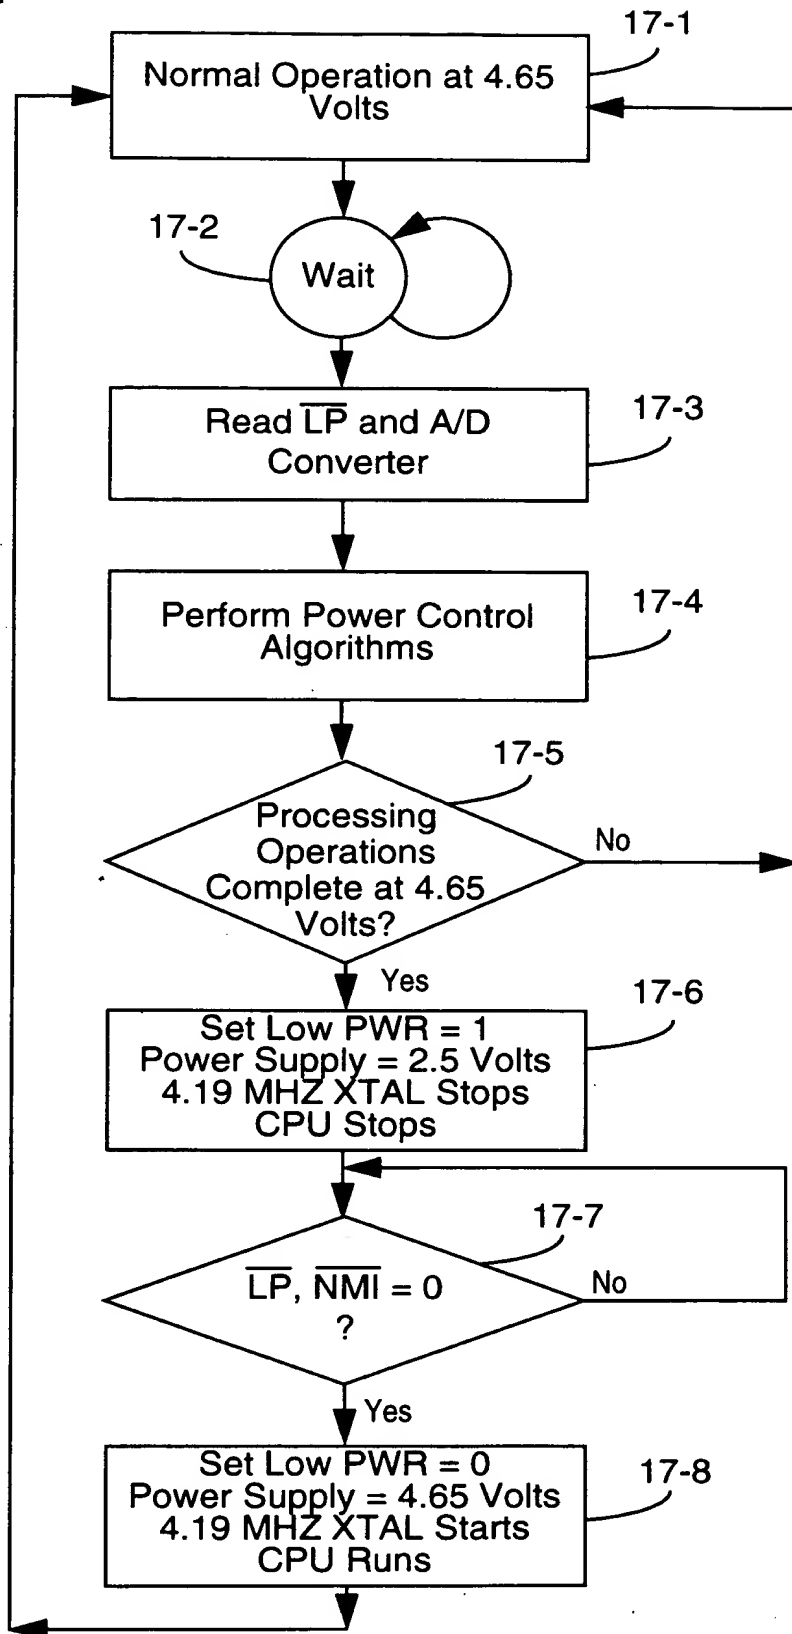 17-1
Normal Operation at 4.65
Volts
17-2
Wait
Read L̅P̅ and A/D
Converter
17-3
Perform Power Control
Algorithms
17-4
17-5
Processing
Operations
Complete at 4.65
Volts?
No
Yes
17-6
Set Low PWR = 1
Power Supply = 2.5 Volts
4.19 MHZ XTAL Stops
CPU Stops
17-7
L̅P̅, N̅M̅I̅ = 0
?
No
Yes
Set Low PWR = 0
Power Supply = 4.65 Volts
4.19 MHZ XTAL Starts
CPU Runs
17-8